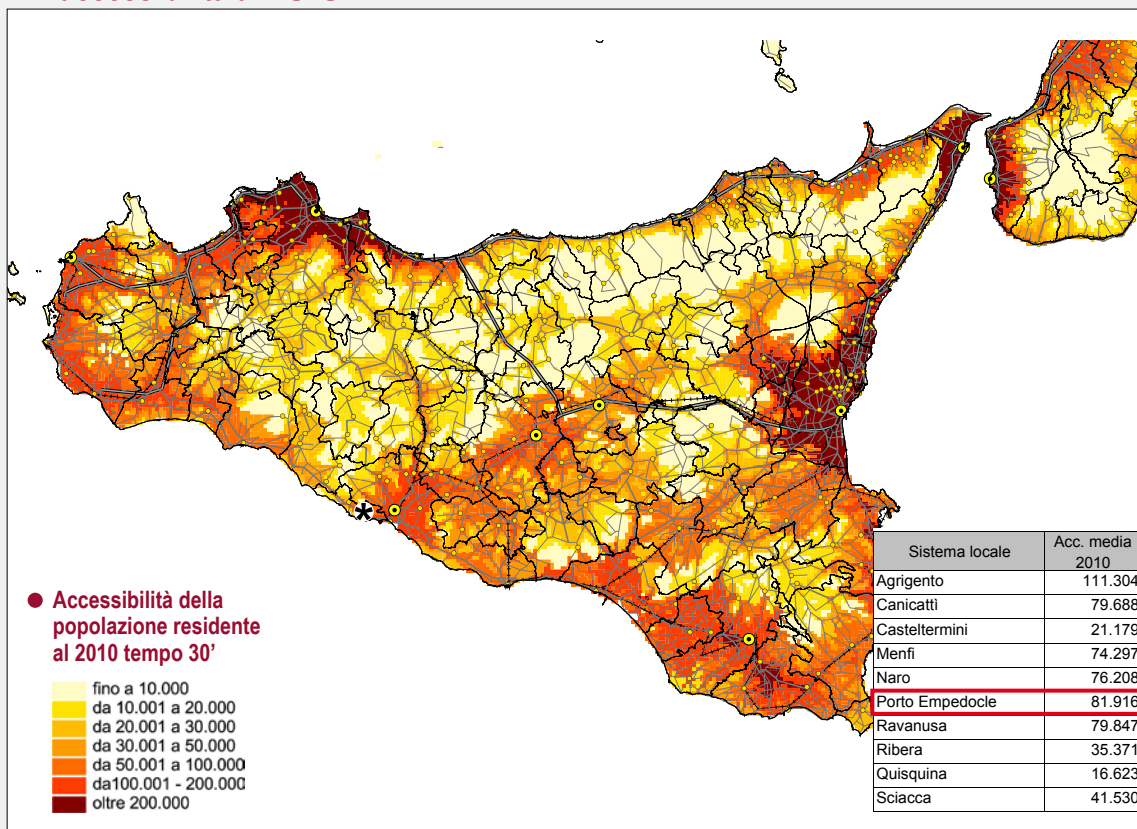 ● Accessibilità della
popolazione residente
al 2010 tempo 30'
fino a 10.000
da 10.001 a 20.000
da 20.001 a 30.000
da 30.001 a 50.000
da 50.001 a 100.000
da100.001 - 200.000
oltre 200.000
*
Sistema locale Acc. media 2010
Agrigento 111.304
Canicattì 79.688
Casteltermini 21.179
Menfi 74.297
Naro 76.208
Porto Empedocle 81.916
Ravanusa 79.847
Ribera 35.371
Quisquina 16.623
Sciacca 41.530